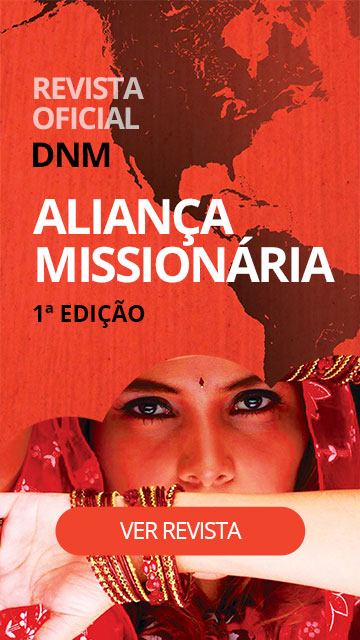 REVISTA
OFICIAL
DNM
ALIANÇA
MISSIONÁRIA
1ª EDIÇÃO
VER REVISTA